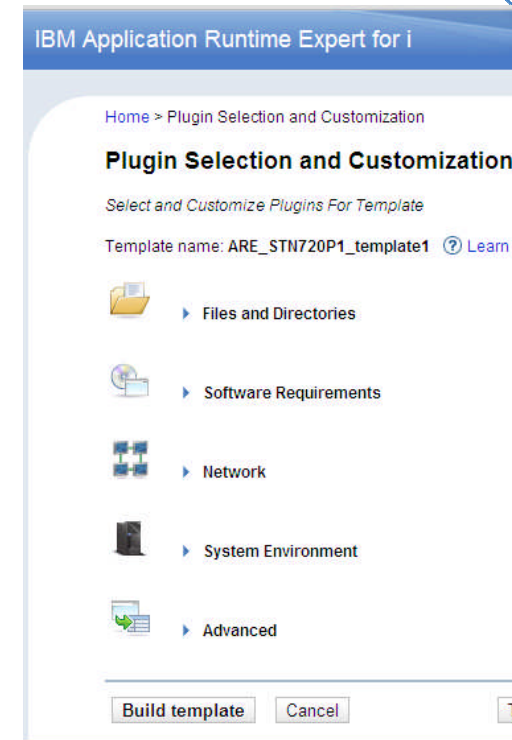 IBM Application Runtime Expert for i
Home > Plugin Selection and Customization
Plugin Selection and Customization
Select and Customize Plugins For Template
Template name: ARE_STN720P1_template1 ? Learn
Files and Directories
Software Requirements
Network
System Environment
Advanced
Build template Cancel